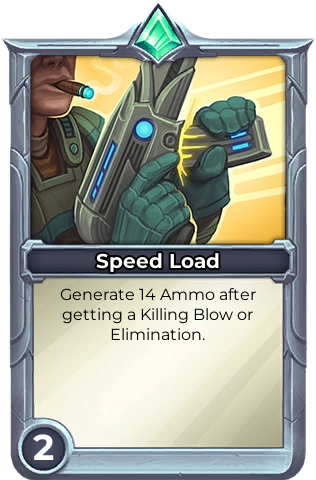 Speed Load
Generate 14 Ammo after
getting a Killing Blow or
Elimination.
2